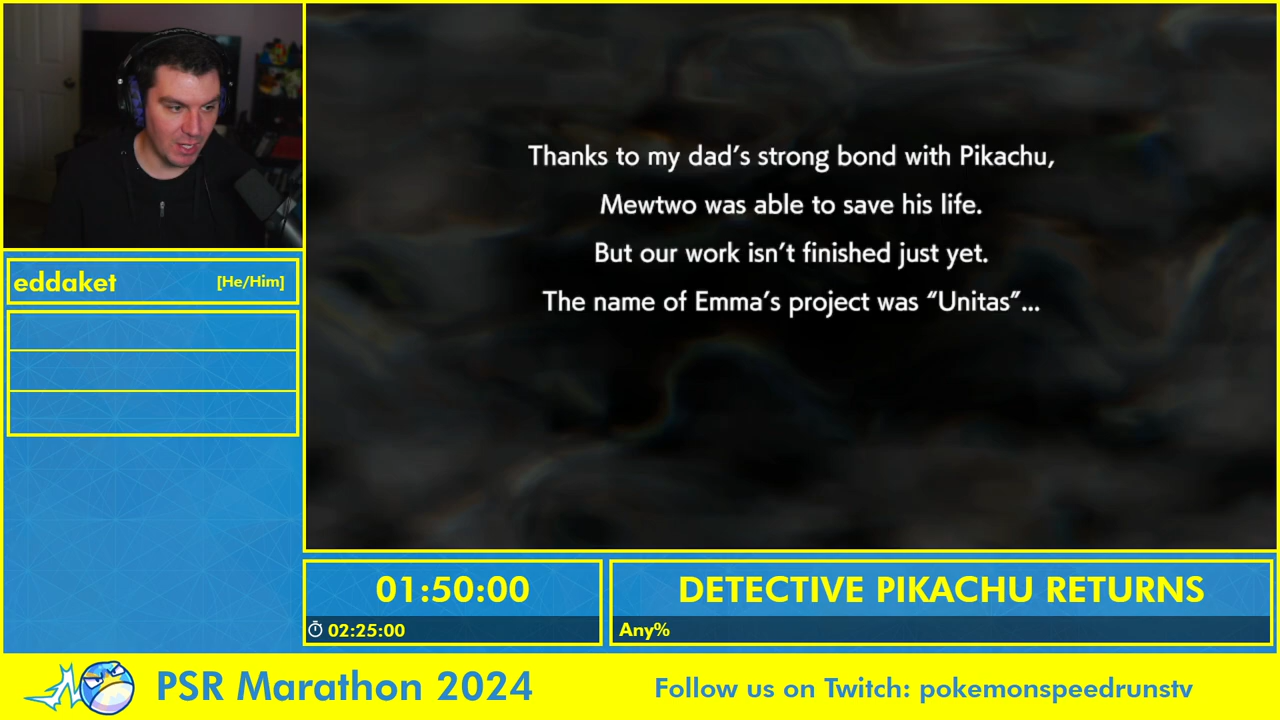 Thanks to my dad's strong bond with Pikachu,
Mewtwo was able to save his life.
But our work isn't finished just yet.
The name of Emma's project was “Unitas”...
eddaket [He/Him]
01:50:00
02:25:00
DETECTIVE PIKACHU RETURNS
Any%
PSR Marathon 2024
Follow us on Twitch: pokemonspeedrunstv